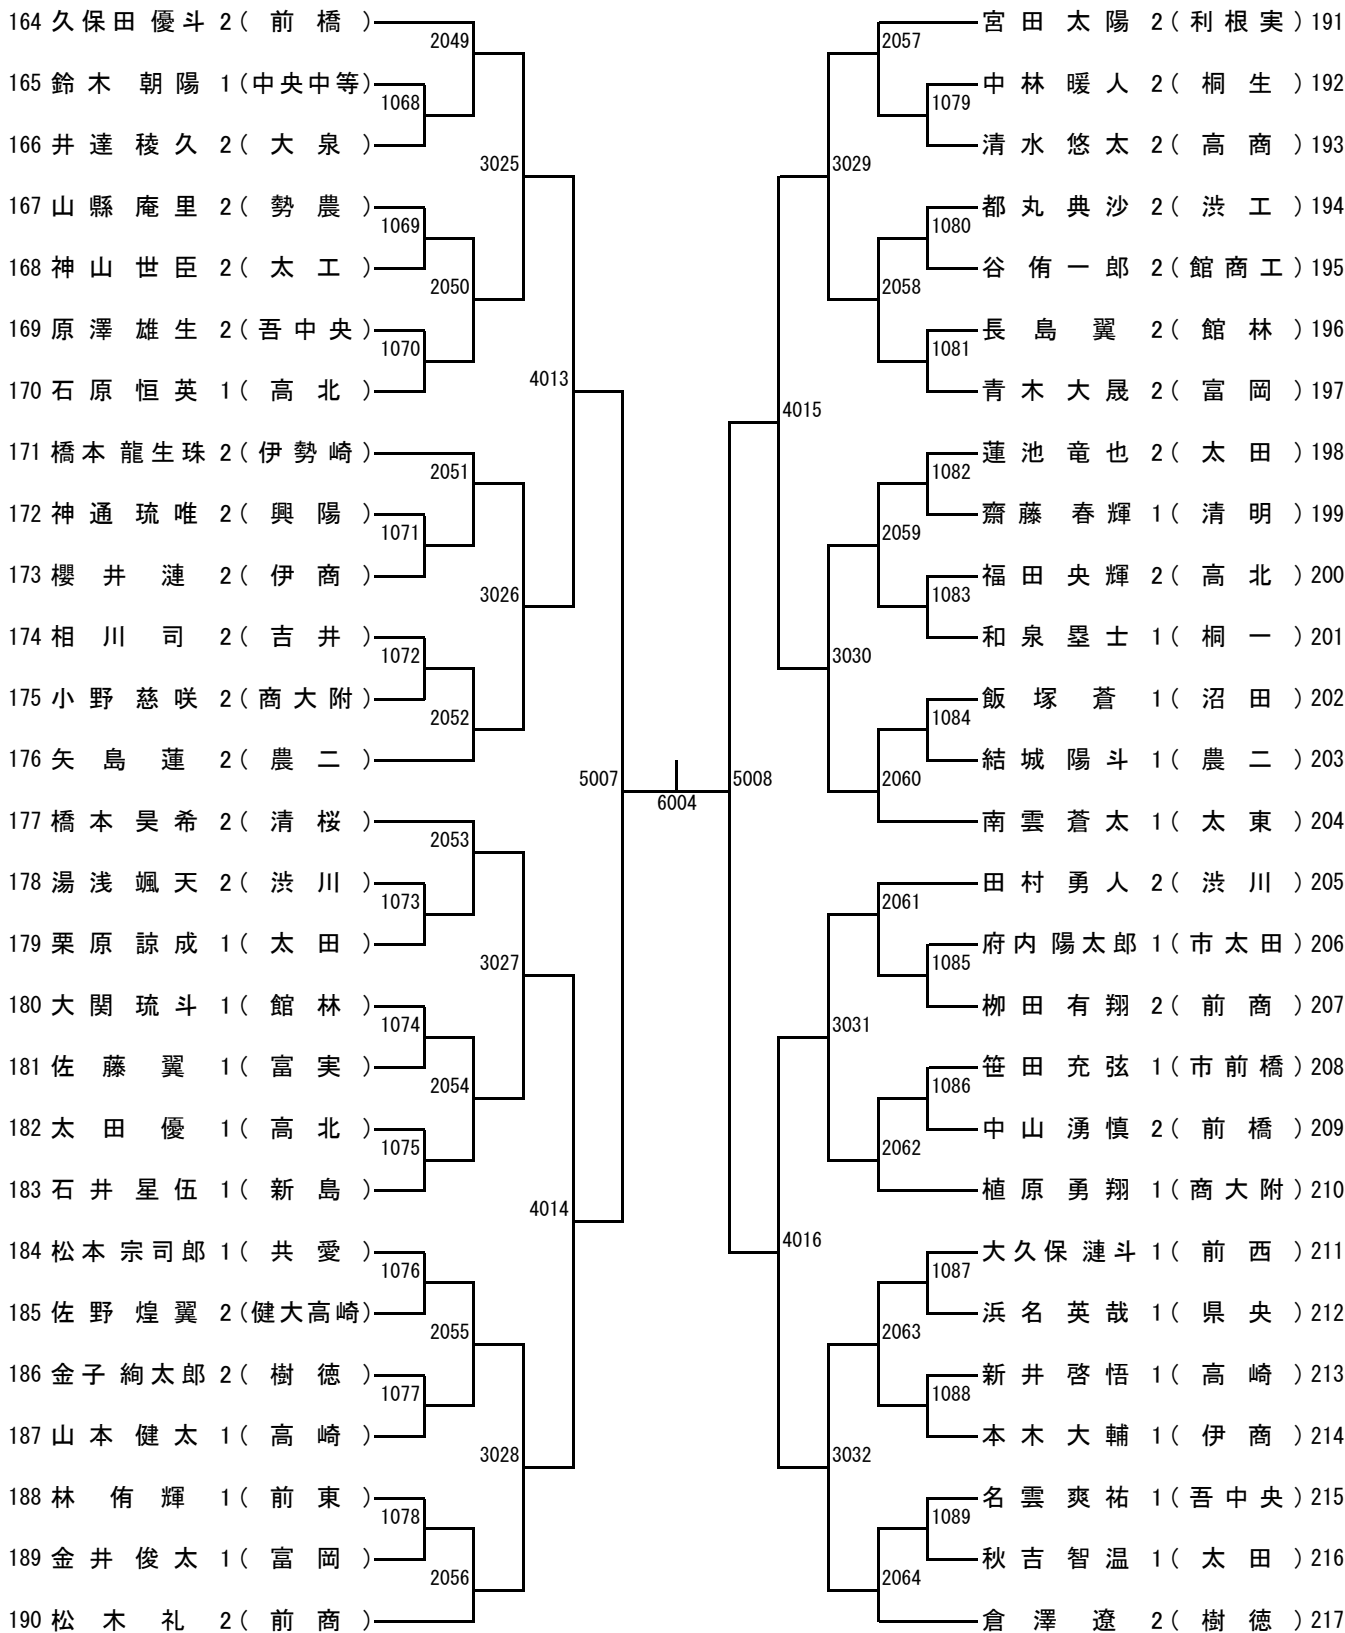 164 久保田 優斗 2 ( 前 橋 )
165 鈴木 朝陽 1 (中央中等)
166 井達稜久 2 ( 大 泉 )
167 山縣庵里 2 ( 勢 農 )
168 神山世臣 2 ( 太 工 )
169 原澤雄生 2 (吾中央)
170 石原恒英 1 ( 高 北 )
171 橋本 龍生珠 2 (伊勢崎)
172 神通琉唯 2 ( 興 陽 )
173 櫻井漣 2 ( 伊 商 )
174 相川司 2 ( 吉 井 )
175 小野慈咲 2 (商大附)
176 矢島蓮 2 ( 農 二 )
177 橋本昊希 2 ( 清 桜 )
178 湯浅颯天 2 ( 渋 川 )
179 栗原諒成 1 ( 太 田 )
180 大関琉斗 1 ( 館 林 )
181 佐藤翼 1 ( 富 実 )
182 太田優 1 ( 高 北 )
183 石井星伍 1 ( 新 島 )
184 松本 宗司郎 1 ( 共 愛 )
185 佐野煌翼 2 (健大高崎)
186 金子 絢太郎 2 ( 樹 徳 )
187 山本健太 1 ( 高 崎 )
188 林侑輝 1 ( 前 東 )
189 金井俊太 1 ( 富 岡 )
190 松木礼 2 ( 前 商 )
1068
1069
1070
1071
1072
1073
1074
1075
1076
1077
1078
2049
2050
2051
2052
2053
2054
2055
2056
3025
3026
3027
3028
4013
4014
5007
6004
5008
4015
4016
3029
3030
3031
3032
2057
2058
2059
2060
2061
2062
2063
2064
1079
1080
1081
1082
1083
1084
1085
1086
1087
1088
1089
宮田太陽 2 (利根実) 191
中林暖人 2 ( 桐 生 ) 192
清水悠太 2 ( 高 商 ) 193
都丸典沙 2 ( 渋 工 ) 194
谷侑一郎 2 (館商工) 195
長島翼 2 ( 館 林 ) 196
青木大晟 2 ( 富 岡 ) 197
蓮池竜也 2 ( 太 田 ) 198
齋藤春輝 1 ( 清 明 ) 199
福田央輝 2 ( 高 北 ) 200
和泉塁士 1 ( 桐 一 ) 201
飯塚蒼 1 ( 沼 田 ) 202
結城陽斗 1 ( 農 二 ) 203
南雲蒼太 1 ( 太 東 ) 204
田村勇人 2 ( 渋 川 ) 205
府内 陽太郎 1 (市太田) 206
栁田有翔 2 ( 前 商 ) 207
笹田充弦 1 (市前橋) 208
中山湧慎 2 ( 前 橋 ) 209
植原勇翔 1 (商大附) 210
大久保 漣斗 1 ( 前 西 ) 211
浜名英哉 1 ( 県 央 ) 212
新井啓悟 1 ( 高 崎 ) 213
本木大輔 1 ( 伊 商 ) 214
名雲爽祐 1 (吾中央) 215
秋吉智温 1 ( 太 田 ) 216
倉澤遼 2 ( 樹 徳 ) 217